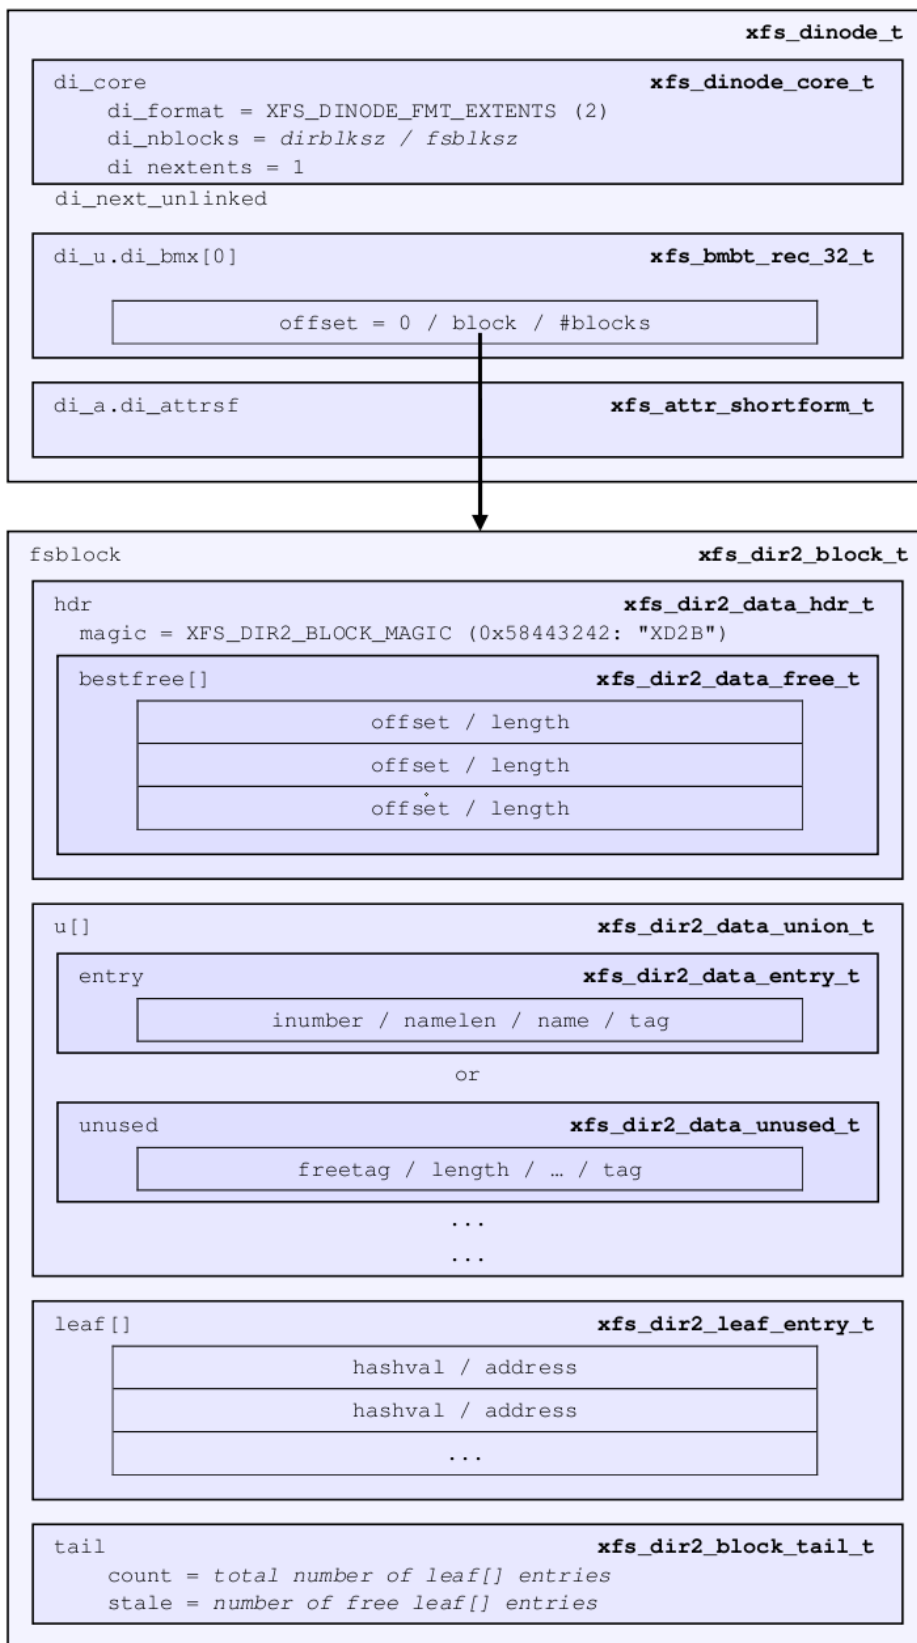 xfs_dinode_t
di_core xfs_dinode_core_t
di_format = XFS_DINODE_FMT_EXTENTS (2)
di_nblocks = dirblksz / fsblksz
di nextents = 1
di_next_unlinked
di_u.di_bmx[0] xfs_bmbt_rec_32_t
offset = 0 / block / #blocks
di_a.di_attrsf xfs_attr_shortform_t
fsblock xfs_dir2_block_t
hdr xfs_dir2_data_hdr_t
magic = XFS_DIR2_BLOCK_MAGIC (0x58443242: "XD2B")
bestfree[] xfs_dir2_data_free_t
offset / length
offset / length
offset / length
u[] xfs_dir2_data_union_t
entry xfs_dir2_data_entry_t
inumber / namelen / name / tag
or
unused xfs_dir2_data_unused_t
freetag / length / … / tag
...
...
leaf[] xfs_dir2_leaf_entry_t
hashval / address
hashval / address
...
tail xfs_dir2_block_tail_t
count = total number of leaf[] entries
stale = number of free leaf[] entries